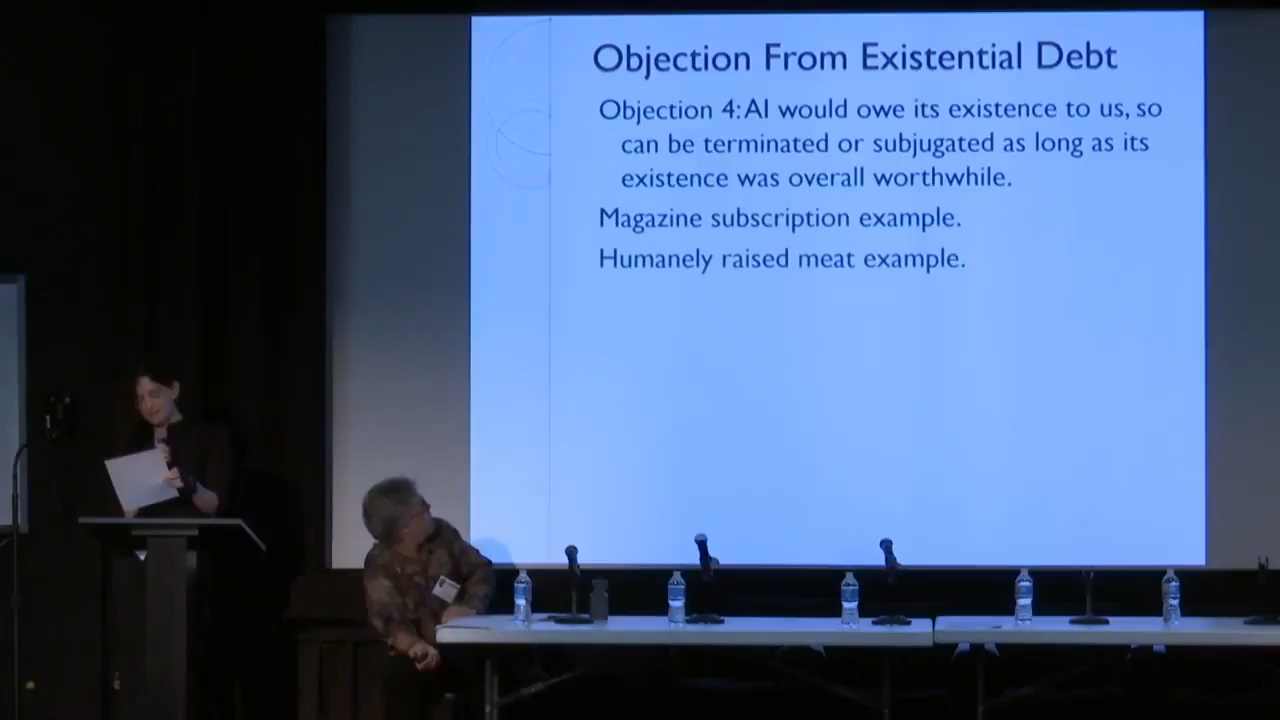 Objection From Existential Debt
Objection 4: AI would owe its existence to us, so
can be terminated or subjugated as long as its
existence was overall worthwhile.
Magazine subscription example.
Humanely raised meat example.